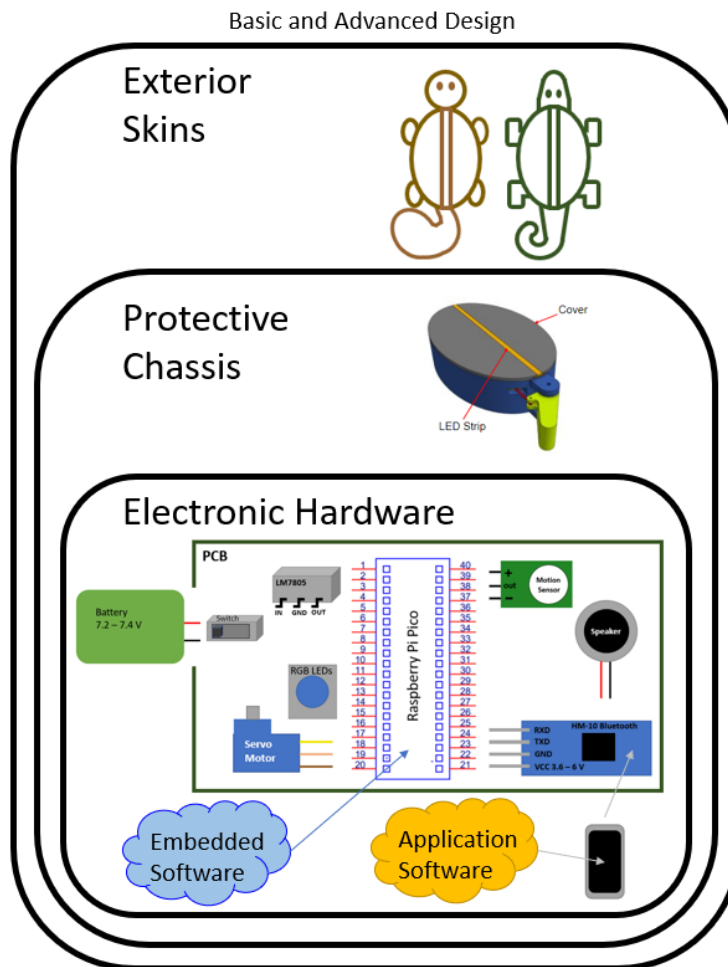 Basic and Advanced Design
Exterior
Skins
Protective
Chassis
Cover
LED Strip
Electronic Hardware
PCB
LM7805
IN GND OUT
Battery
7.2 – 7.4 V
Switch
RGB LEDs
Servo
Motor
1
2
3
4
5
6
7
8
9
10
11
12
13
14
15
16
17
18
19
20
Raspberry Pi Pico
40
39
38
37
36
35
34
33
32
31
30
29
28
27
26
25
24
23
22
21
+
out
−
Motion
Sensor
Speaker
HM-10 Bluetooth
RXD
TXD
GND
VCC 3.6 – 6 V
Embedded
Software
Application
Software